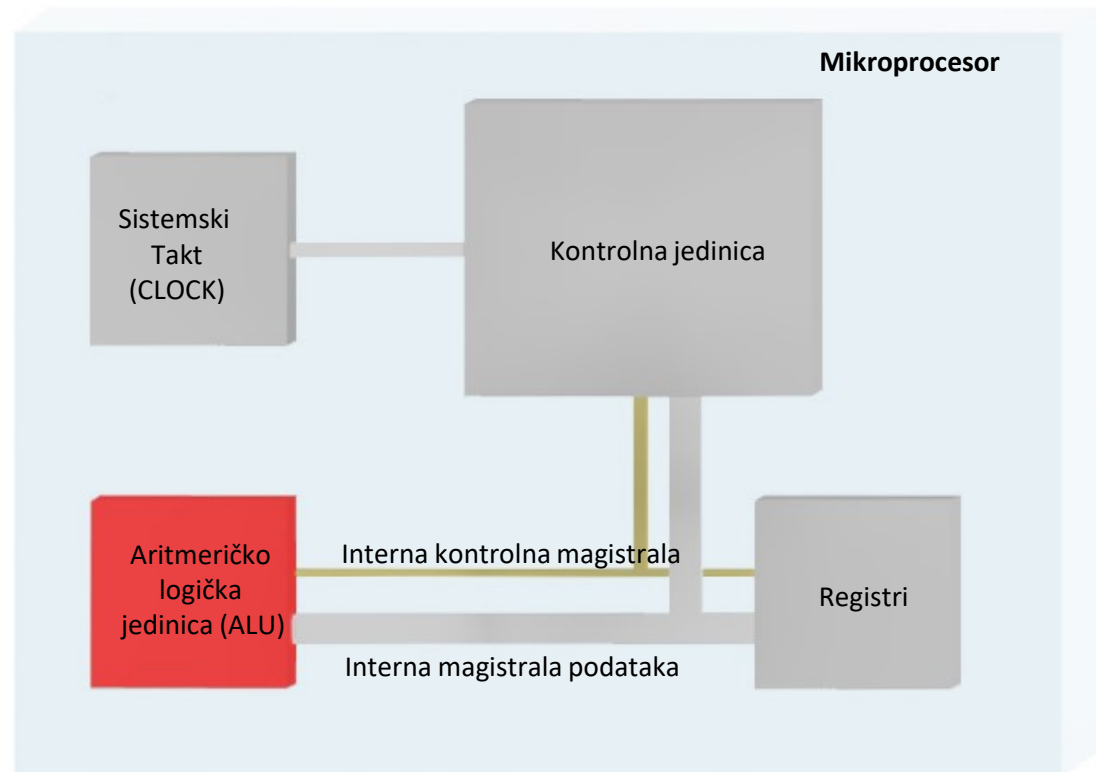 Mikroprocesor
Sistemski
Takt
(CLOCK)
Kontrolna jedinica
Aritmeričko
logička
jedinica (ALU)
Interna kontrolna magistrala
Registri
Interna magistrala podataka